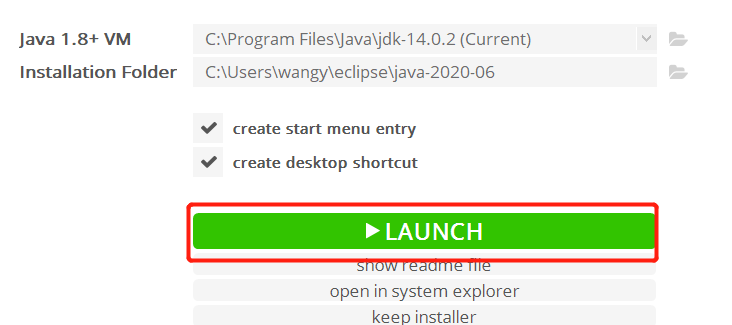 Java 1.8+ VM C:\Program Files\Java\jdk-14.0.2 (Current)
Installation Folder C:\Users\wangy\eclipse\java-2020-06
create start menu entry
create desktop shortcut
LAUNCH
show readme file
open in system explorer
keep installer